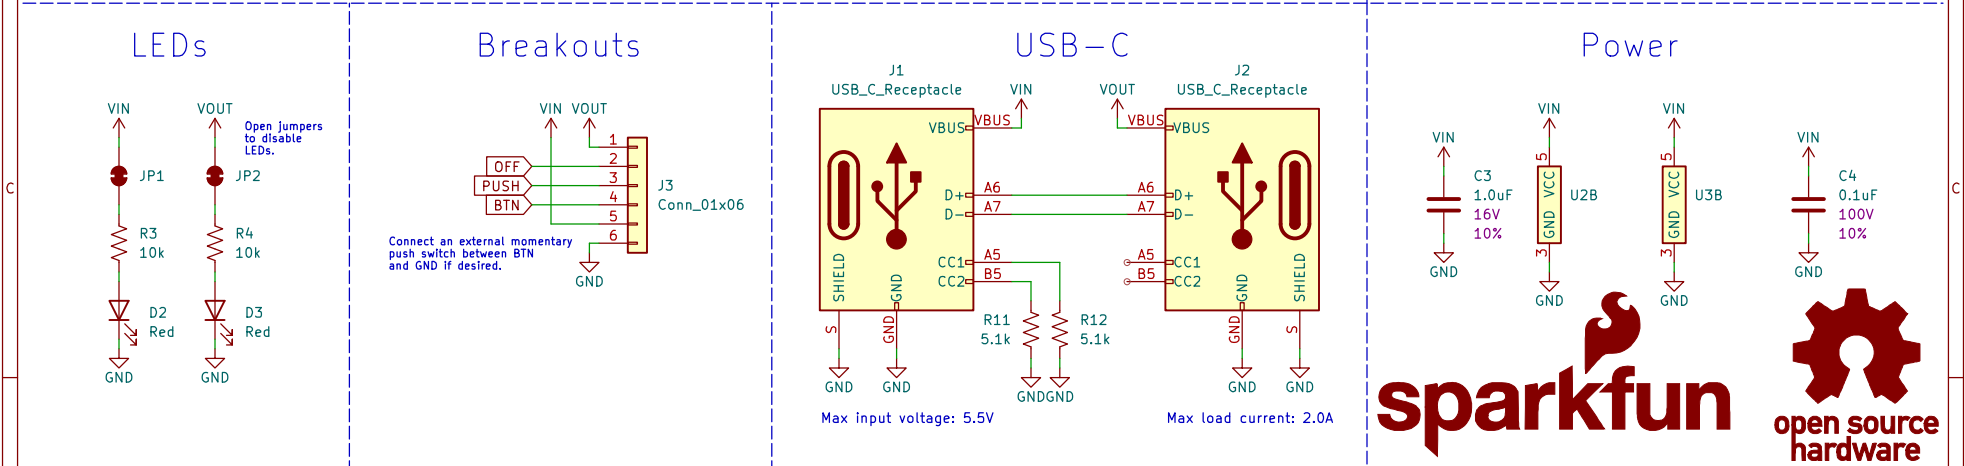 LEDs
VIN
VOUT
Open jumpers
to disable
LEDs.
JP1
JP2
R3
10k
R4
10k
D2
Red
D3
Red
GND
GND
Breakouts
VIN
VOUT
1
2
3
4
5
6
OFF
PUSH
BTN
J3
Conn_01x06
Connect an external momentary
push switch between BTN
and GND if desired.
GND
USB-C
J1
USB_C_Receptacle
VIN
VBUS
VBUS
D+
A6
D-
A7
CC1
A5
CC2
B5
SHIELD
GND
S
GND
R11
5.1k
R12
5.1k
GND
GND
GND
GND
Max input voltage: 5.5V
J2
USB_C_Receptacle
VOUT
VBUS
VBUS
A6
D+
A7
D-
A5
CC1
B5
CC2
GND
SHIELD
GND
S
GND
GND
Max load current: 2.0A
Power
VIN
C3
1.0uF
16V
10%
GND
VIN
5
VCC
GND
U2B
3
GND
VIN
5
VCC
GND
U3B
3
GND
VIN
C4
0.1uF
100V
10%
GND
sparkfun
open source
hardware
C
C